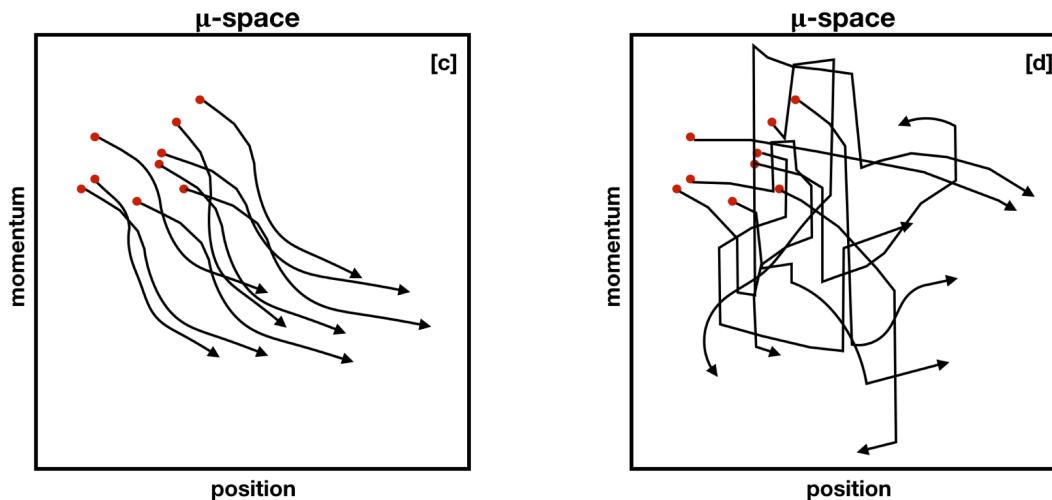 μ-space
[c]
momentum
position
μ-space
[d]
momentum
position